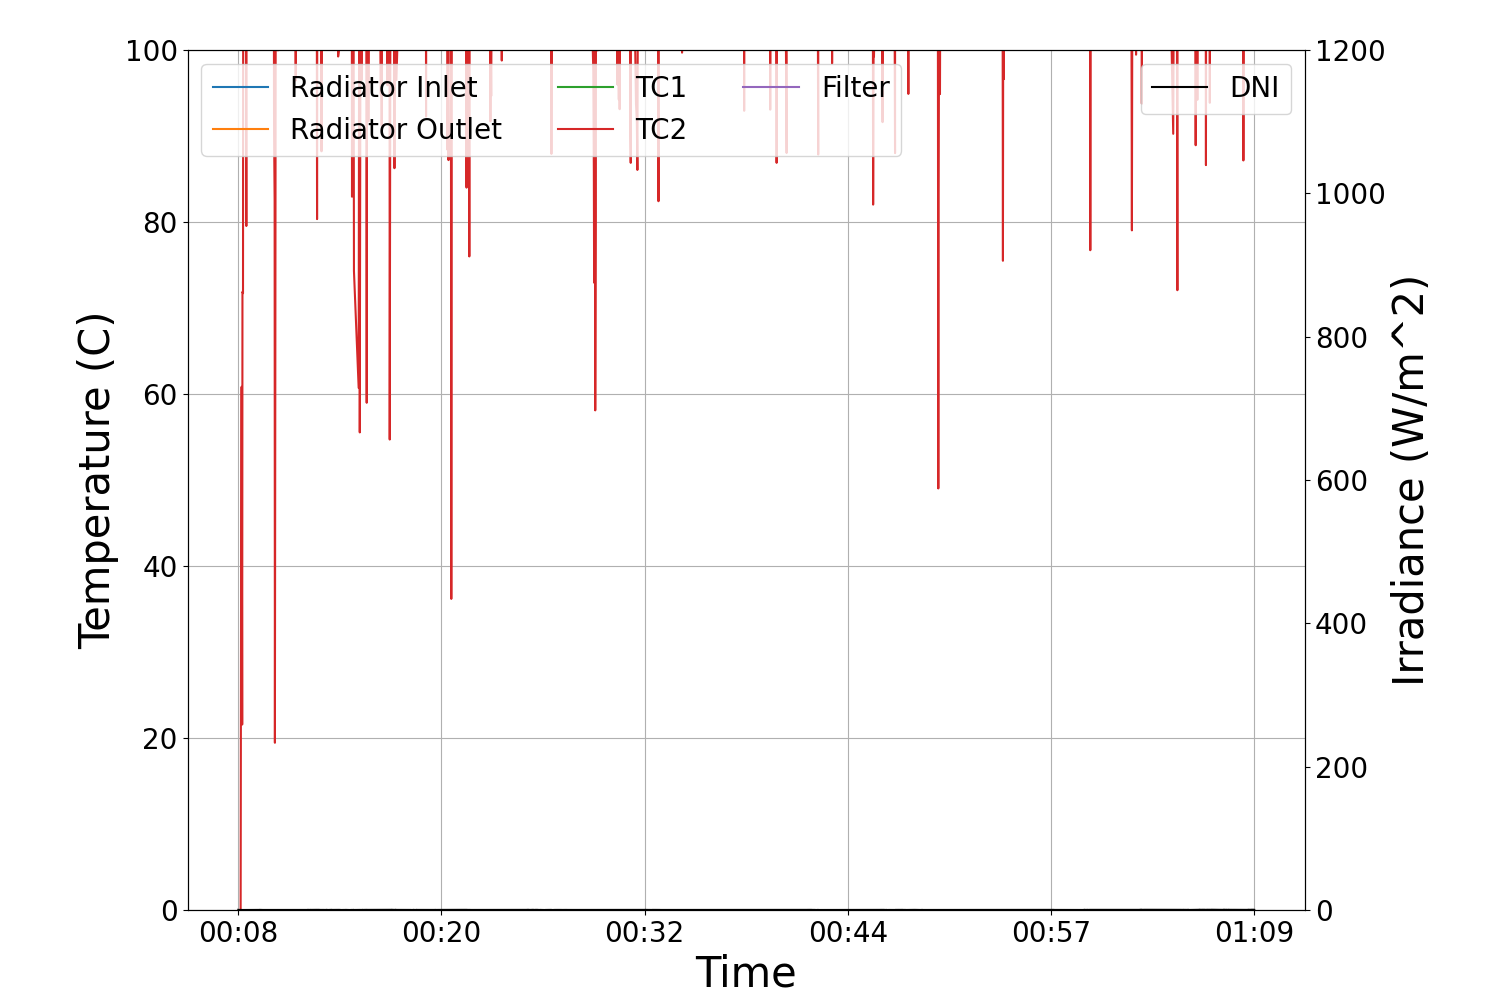 100
80
60
40
20
0
Temperature (C)
Radiator Inlet
Radiator Outlet
TC1
TC2
Filter
DNI
1200
1000
800
600
400
200
0
Irradiance (W/m^2)
00:08 00:20 00:32 00:44 00:57 01:09
Time